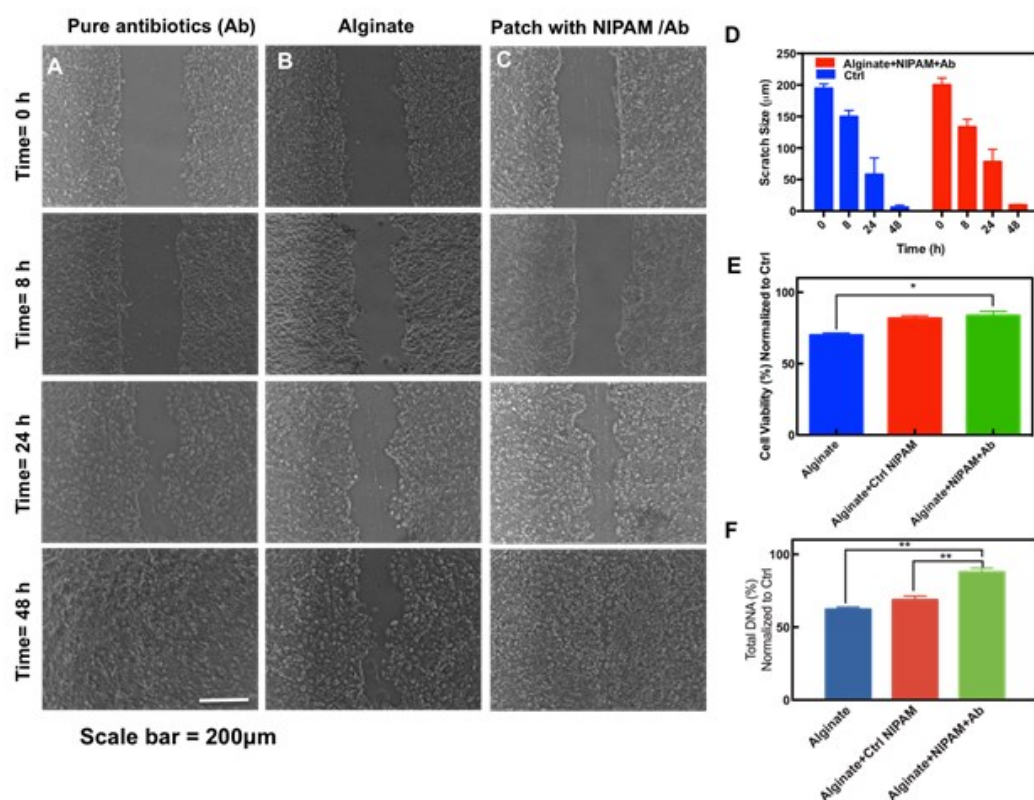 Pure antibiotics (Ab)
Alginate
Patch with NIPAM /Ab
A
B
C
Time= 0 h
Time= 8 h
Time= 24 h
Time= 48 h
Scale bar = 200µm
D
Alginate+NIPAM+Ab
Ctrl
Scratch Size (µm)
250
200
150
100
50
0
0 8 24 48 0 8 24 48
Time (h)
E
Cell Viability (%) Normalized to Ctrl
100
50
0
*
Alginate
Alginate+Ctrl NIPAM
Alginate+NIPAM+Ab
F
Total DNA (%)
Normalized to Ctrl
100
50
0
**
**
Alginate
Alginate+Ctrl NIPAM
Alginate+NIPAM+Ab